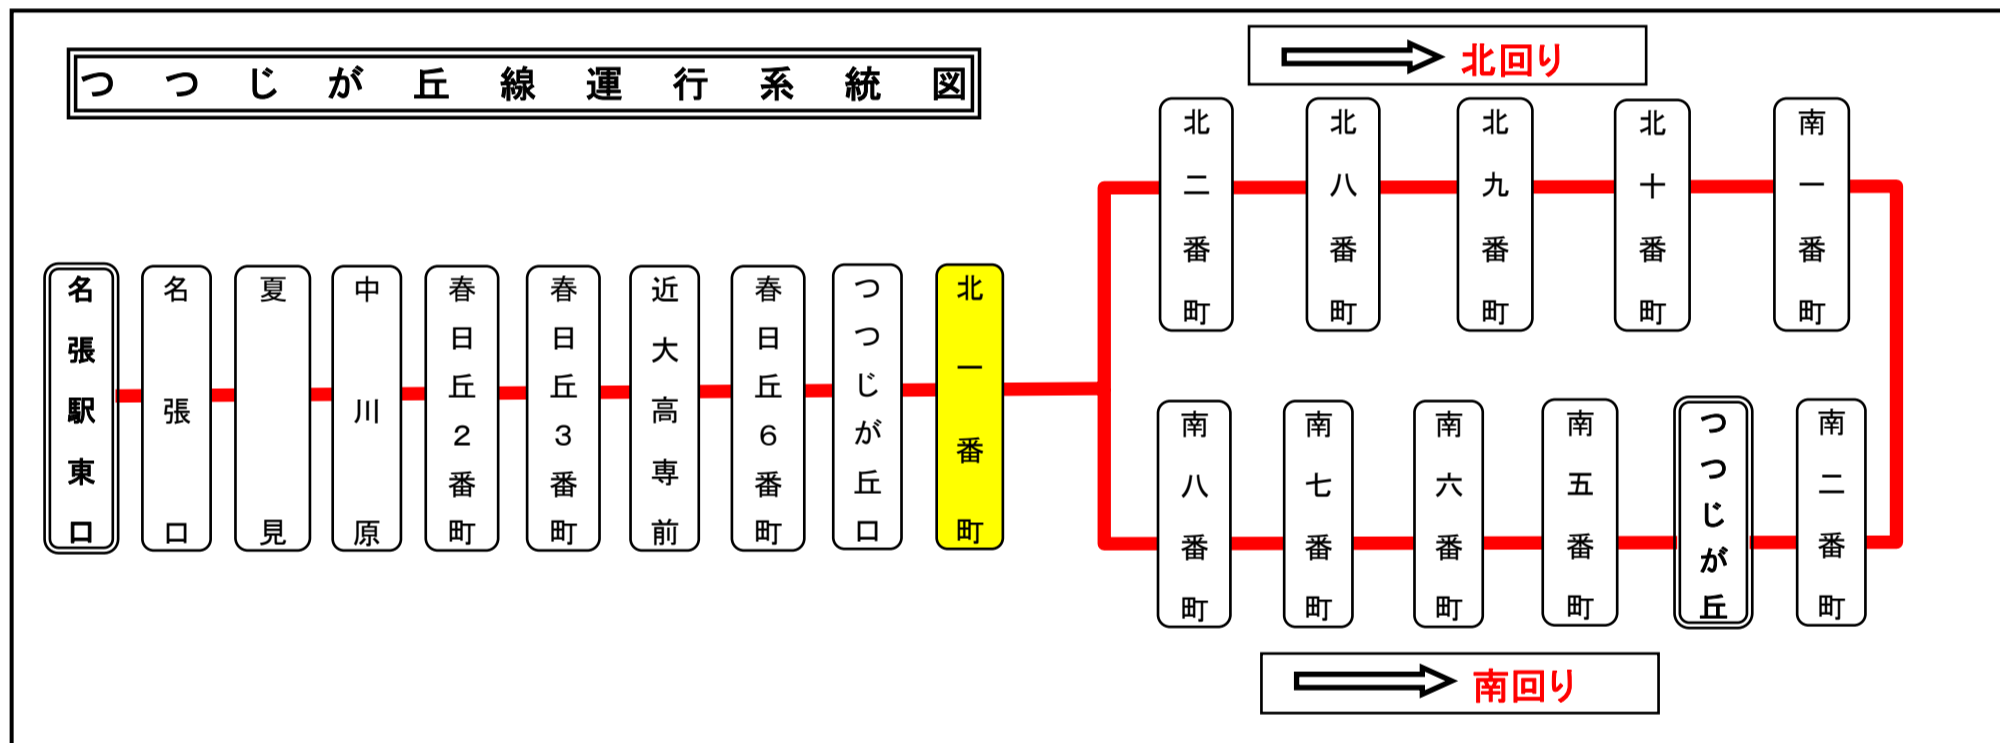 つつじが丘線運行系統図
北回り
北二番町
北八番町
北九番町
北十番町
南一番町
名張駅東口
名張口
夏見
中川原
春日丘2番町
春日丘3番町
近大高専前
春日丘6番町
つつじが丘口
北一番町
南八番町
南七番町
南六番町
南五番町
つつじが丘
南二番町
南回り